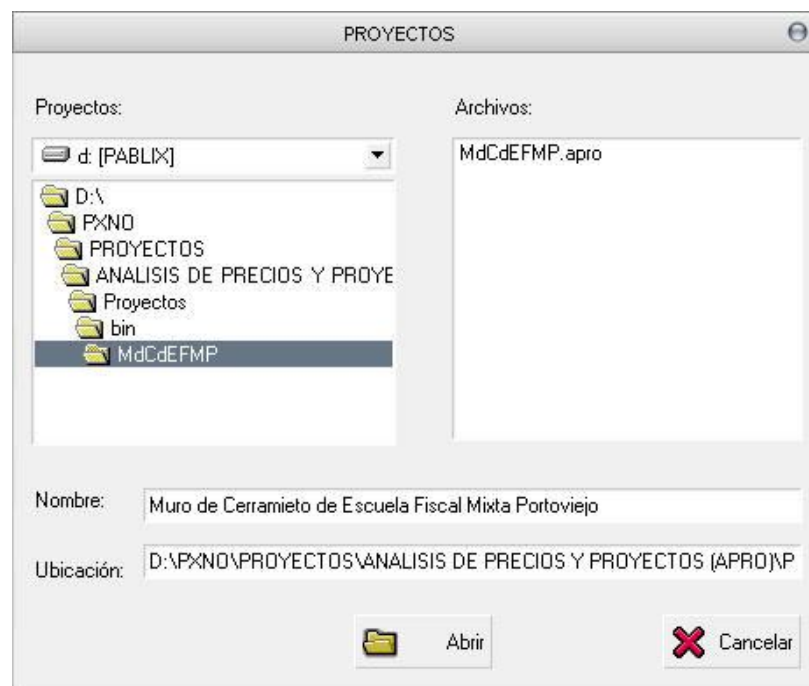 PROYECTOS
Proyectos:
d: [PABLIX]
D:\
PXNO
PROYECTOS
ANALISIS DE PRECIOS Y PROYE
Proyectos
bin
MdCdEFMP
Archivos:
MdCdEFMP.apro
Nombre:
Muro de Cerramieto de Escuela Fiscal Mixta Portoviejo
Ubicación:
D:\PXNO\PROYECTOS\ANALISIS DE PRECIOS Y PROYECTOS (APRO)\P
Abrir
Cancelar